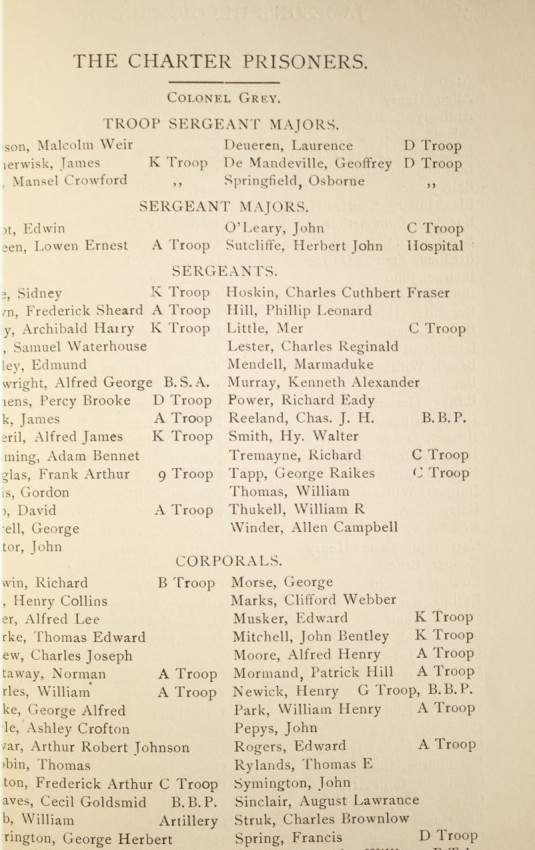 THE CHARTER PRISONERS.
COLONEL GREY.
TROOP SERGEANT MAJORS.
son, Malcolm Weir Deueren, Laurence D Troop
erwisk, James K Troop De Mandeville, Geoffrey D Troop
, Mansel Crowford ,, Springfield, Osborne ,,
SERGEANT MAJORS.
ot, Edwin O'Leary, John C Troop
een, Lowen Ernest A Troop Sutcliffe, Herbert John Hospital
SERGEANTS.
e, Sidney K Troop Hoskin, Charles Cuthbert Fraser
vn, Frederick Sheard A Troop Hill, Phillip Leonard
y, Archibald Harry K Troop Little, Mer C Troop
, Samuel Waterhouse Lester, Charles Reginald
ley, Edmund Mendell, Marmaduke
wright, Alfred George B.S.A. Murray, Kenneth Alexander
ens, Percy Brooke D Troop Power, Richard Eady
k, James A Troop Reeland, Chas. J. H. B.B.P.
eril, Alfred James K Troop Smith, Hy. Walter
ming, Adam Bennet Tremayne, Richard C Troop
glas, Frank Arthur 9 Troop Tapp, George Raikes C Troop
is, Gordon Thomas, William
, David A Troop Thukell, William R
rell, George Winder, Allen Campbell
tor, John
CORPORALS.
win, Richard B Troop Morse, George
, Henry Collins Marks, Clifford Webber
er, Alfred Lee Musker, Edward K Troop
rke, Thomas Edward Mitchell, John Bentley K Troop
ew, Charles Joseph Moore, Alfred Henry A Troop
taway, Norman A Troop Mormand, Patrick Hill A Troop
rles, William A Troop Newick, Henry G Troop, B.B.P.
ke, George Alfred Park, William Henry A Troop
le, Ashley Crofton Pepys, John
var, Arthur Robert Johnson Rogers, Edward A Troop
bin, Thomas Rylands, Thomas E
ton, Frederick Arthur C Troop Symington, John
aves, Cecil Goldsmid B.B.P. Sinclair, August Lawrance
b, William Artillery Struk, Charles Brownlow
rington, George Herbert Spring, Francis D Troop